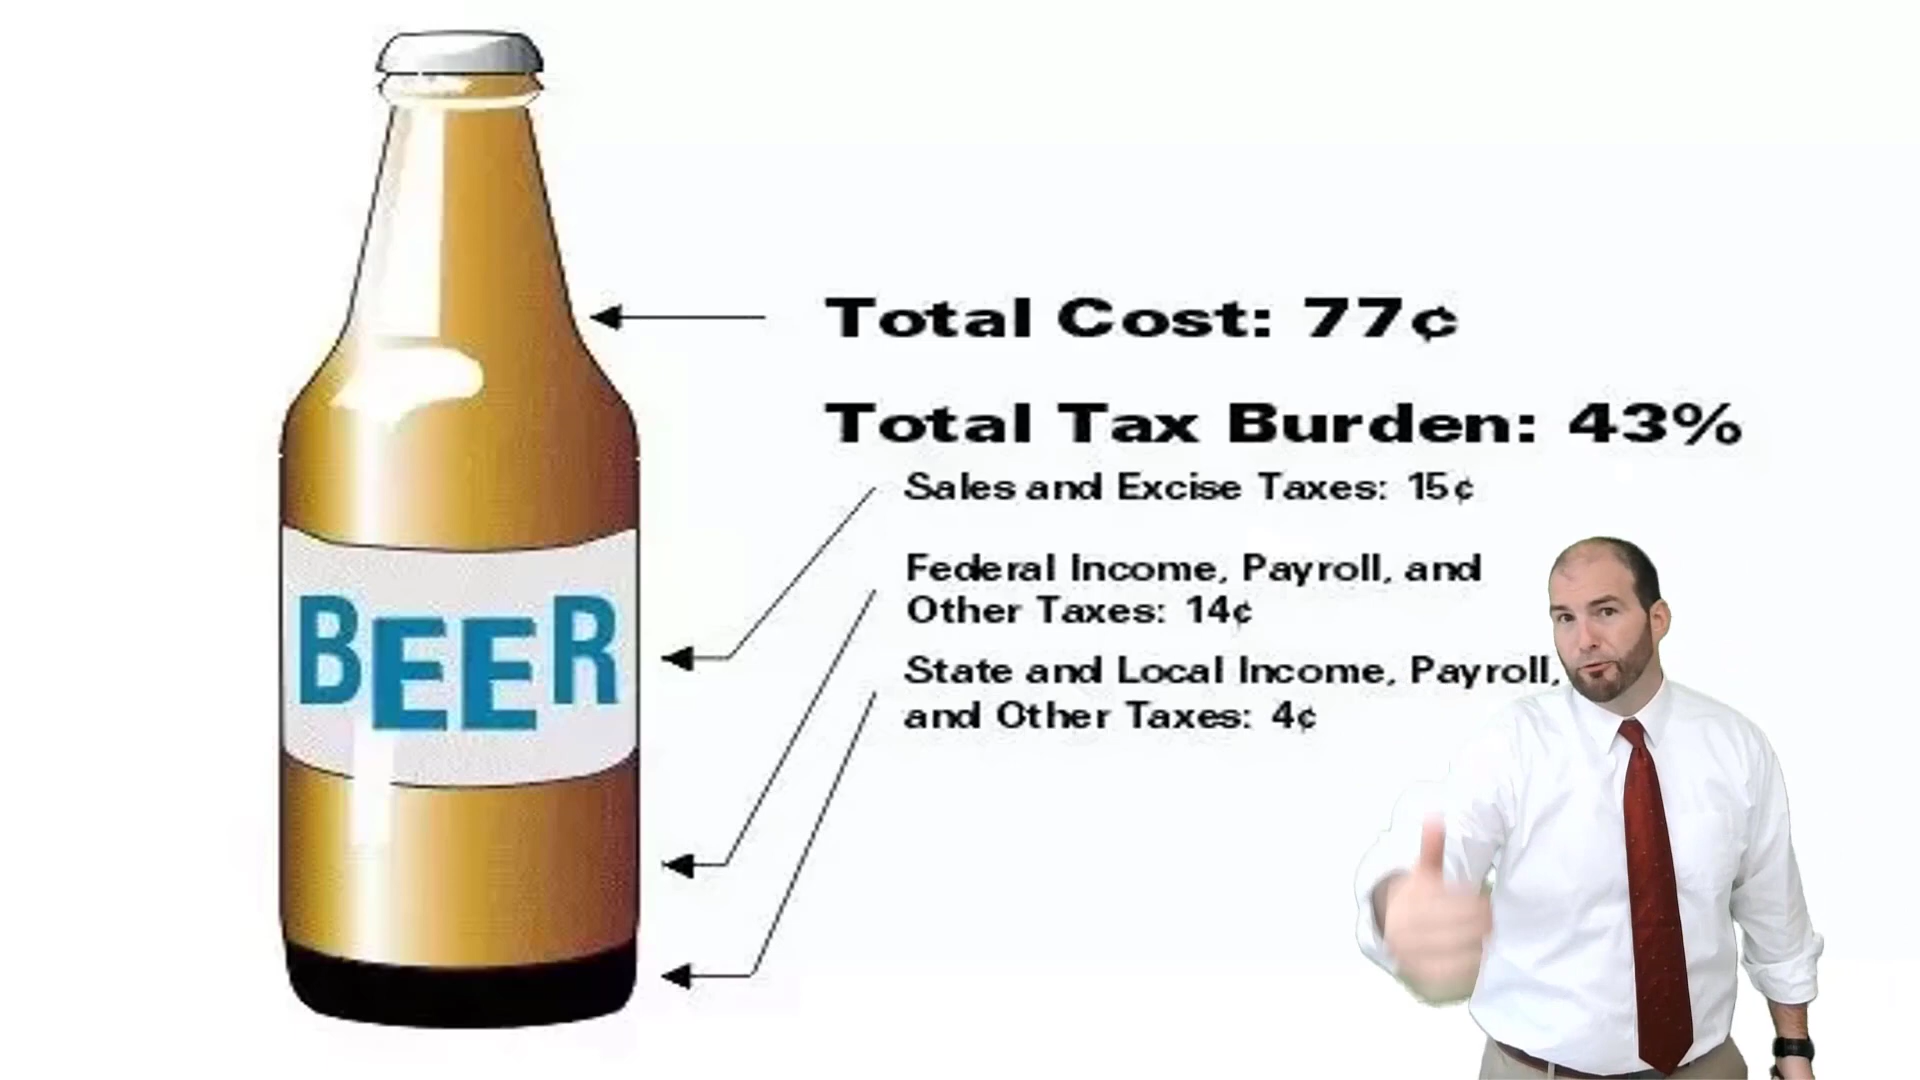 Total Cost: 77¢
Total Tax Burden: 43%
Sales and Excise Taxes: 15¢
Federal Income, Payroll, and
Other Taxes: 14¢
State and Local Income, Payroll,
and Other Taxes: 4¢
BEER